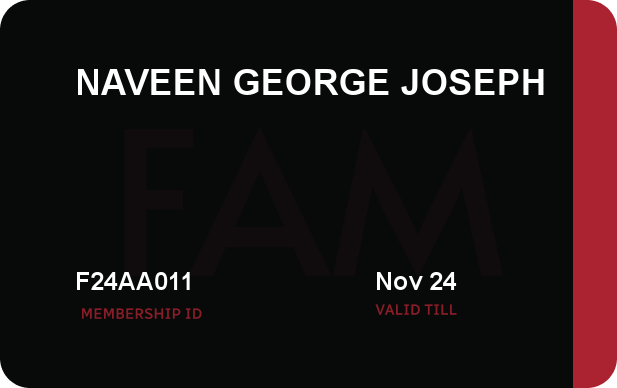 NAVEEN GEORGE JOSEPH
FAM
F24AA011
Nov 24
MEMBERSHIP ID
VALID TILL